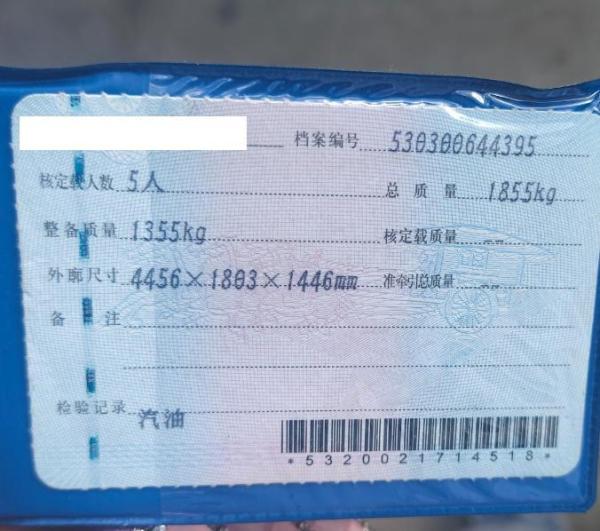 档案编号 530300644395
核定载人数 5人 总质量 1855kg
整备质量 1355kg 核定载质量 --
外廓尺寸 4456×1803×1446mm 准牵引总质量 --
备注
检验记录 汽油
*5320021714518*